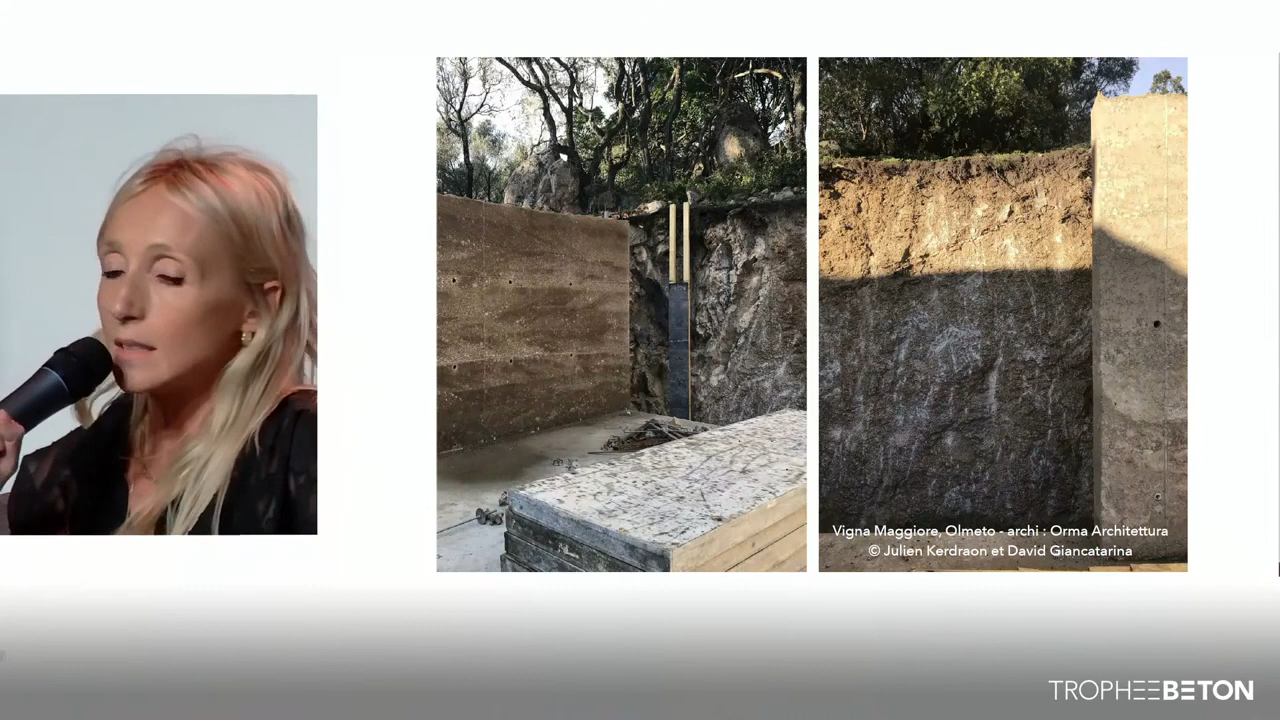 Vigna Maggiore, Olmeto - archi : Orma Architettura
© Julien Kerdraon et David Giancatarina
TROPHEEBETON